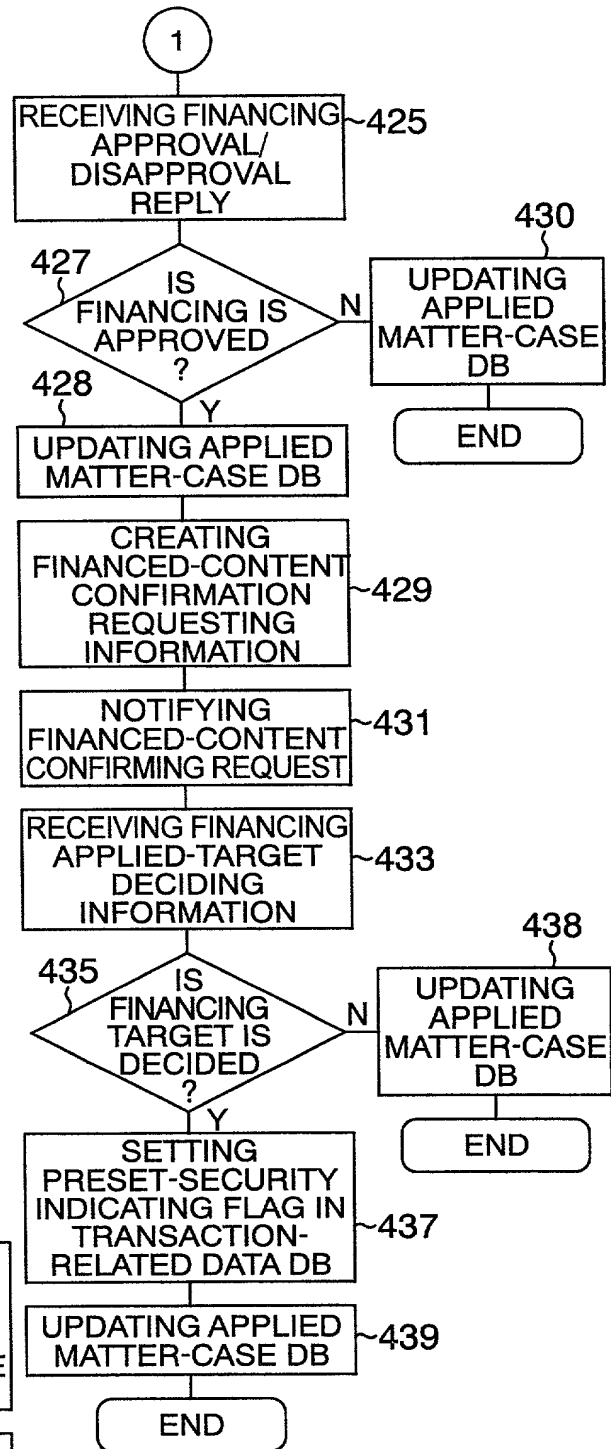 1
RECEIVING FINANCING
APPROVAL/
DISAPPROVAL
REPLY
425
427
IS
FINANCING IS
APPROVED
?
N
Y
430
UPDATING
APPLIED
MATTER-CASE
DB
END
428
UPDATING APPLIED
MATTER-CASE DB
CREATING
FINANCED-CONTENT
CONFIRMATION
REQUESTING
INFORMATION
429
NOTIFYING
FINANCED-CONTENT
CONFIRMING REQUEST
431
RECEIVING FINANCING
APPLIED-TARGET
DECIDING
INFORMATION
433
435
IS
FINANCING
TARGET IS
DECIDED
?
N
Y
438
UPDATING
APPLIED
MATTER-CASE
DB
END
SETTING
PRESET-SECURITY
INDICATING FLAG IN
TRANSACTION-
RELATED DATA DB
437
UPDATING APPLIED
MATTER-CASE DB
439
END